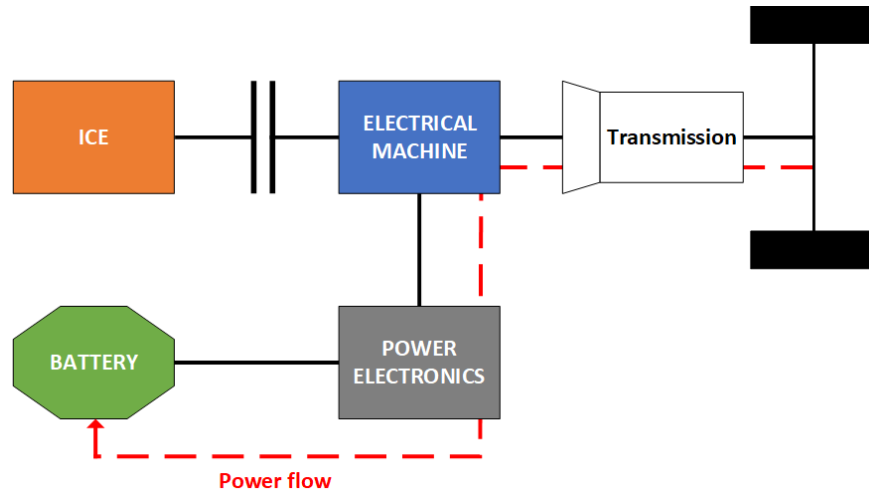 ICE
ELECTRICAL
MACHINE
Transmission
BATTERY
POWER
ELECTRONICS
Power flow